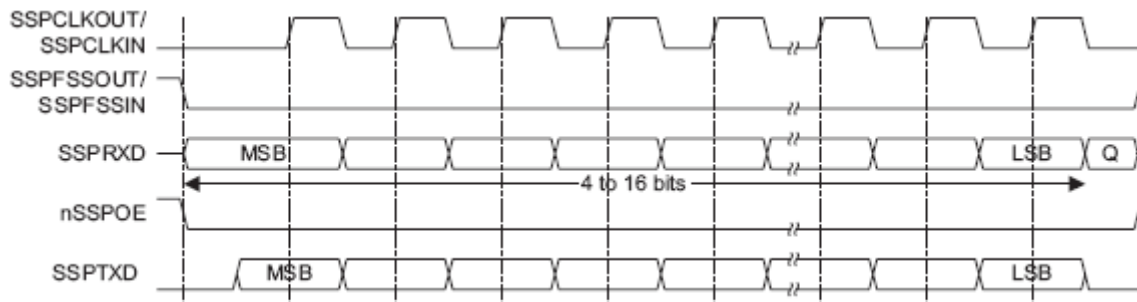 SSPCLKOUT/
SSPCLKIN
SSPFSSOUT/
SSPFSSIN
SSPRXD MSB LSB Q
4 to 16 bits
nSSPOE
SSPTXD MSB LSB